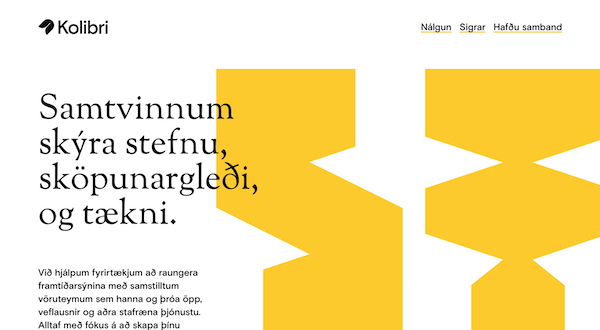 Kolibri
Nálgun Sigrar Hafðu samband
Samtvinnum
skýra stefnu,
sköpunargleði,
og tækni.
Við hjálpum fyrirtækjum að raungera
framtíðarsýnina með samstilltum
vöruteymum sem hanna og þróa öpp,
veflausnir og aðra stafræna þjónustu.
Alltaf með fókus á að skapa þínu